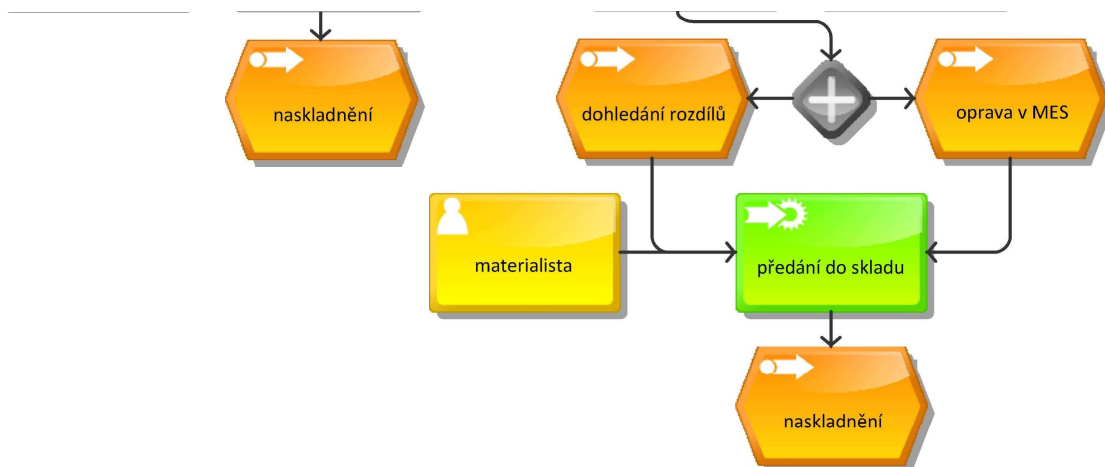 naskladnění
dohledání rozdílů
oprava v MES
materialista
předání do skladu
naskladnění